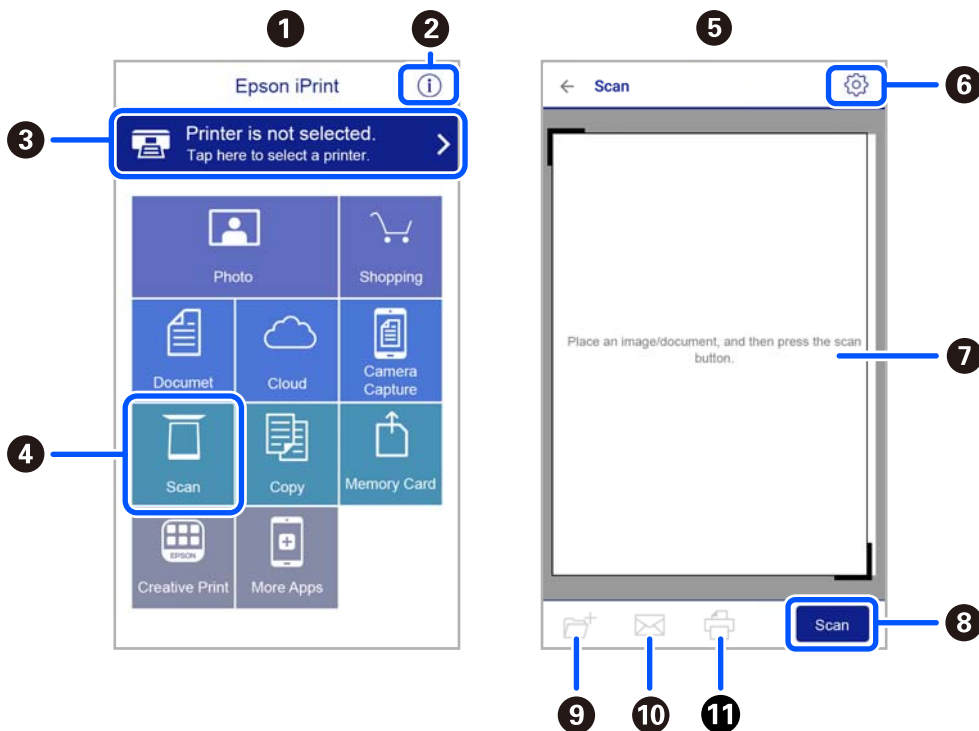 1
2
5
Epson iPrint
i
Scan
6
3
Printer is not selected.
Tap here to select a printer.
Photo
Shopping
Place an image/document, and then press the scan
button.
7
Documet
Cloud
Camera
Capture
4
Scan
Copy
Memory Card
EPSON
Creative Print
More Apps
Scan
8
9
10
11